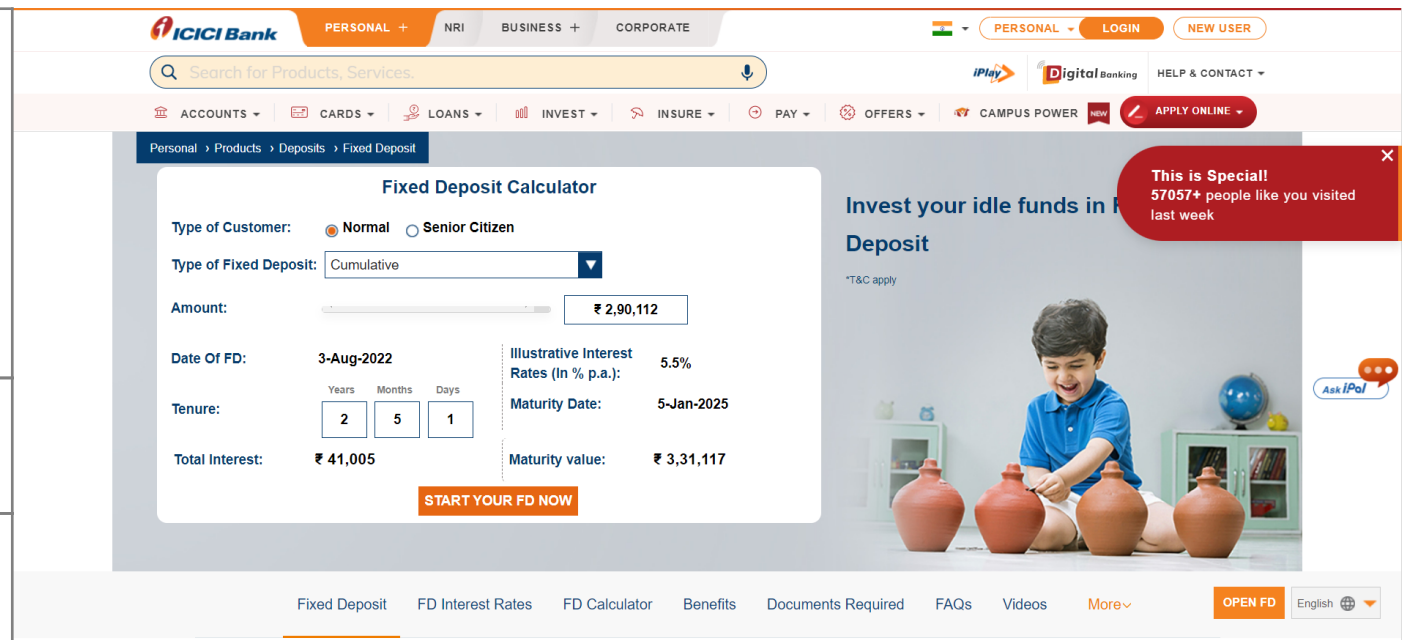 ICICI Bank
PERSONAL + NRI BUSINESS + CORPORATE
PERSONAL LOGIN NEW USER
Search for Products, Services.
iPlay Digital Banking HELP & CONTACT
ACCOUNTS CARDS LOANS INVEST INSURE PAY OFFERS CAMPUS POWER NEW APPLY ONLINE
Personal › Products › Deposits › Fixed Deposit
This is Special!
57057+ people like you visited
last week
Fixed Deposit Calculator
Type of Customer: Normal Senior Citizen
Type of Fixed Deposit: Cumulative
Amount: ₹ 2,90,112
Date Of FD: 3-Aug-2022
Illustrative Interest
Rates (In % p.a.): 5.5%
Years Months Days
Tenure: 2 5 1
Maturity Date: 5-Jan-2025
Total Interest: ₹ 41,005
Maturity value: ₹ 3,31,117
START YOUR FD NOW
Invest your idle funds in
Deposit
*T&C apply
Ask iPal
Fixed Deposit FD Interest Rates FD Calculator Benefits Documents Required FAQs Videos More
OPEN FD English